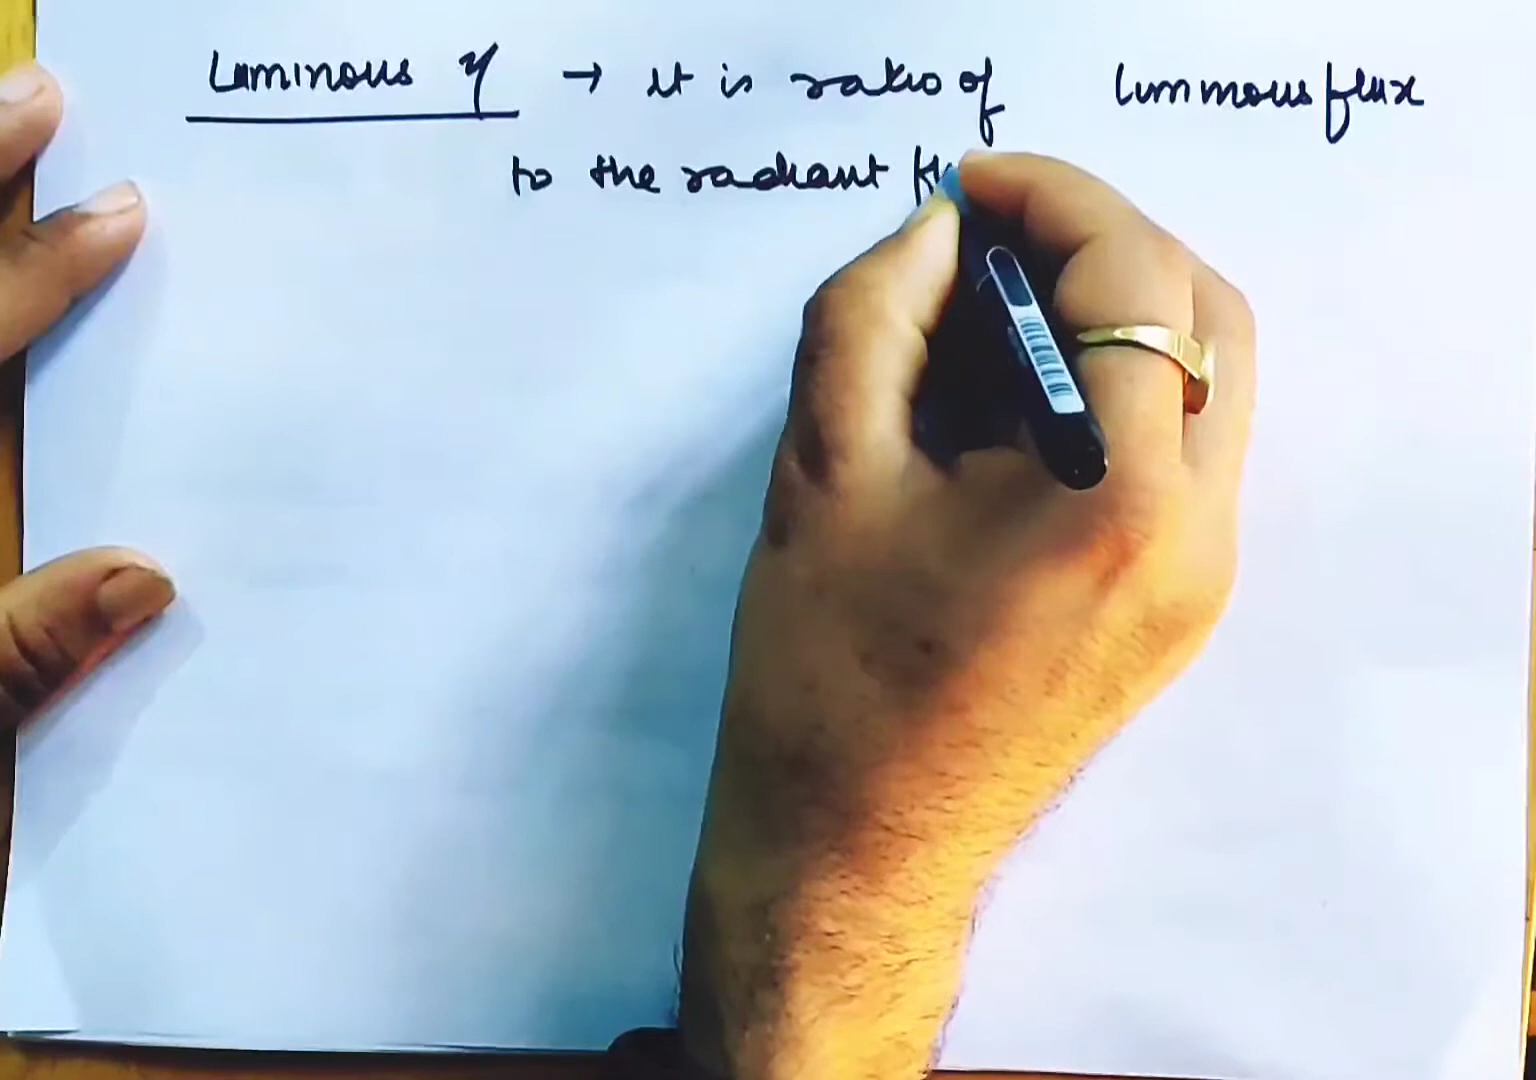 Luminous η → it is ratio of luminous flux
to the radiant